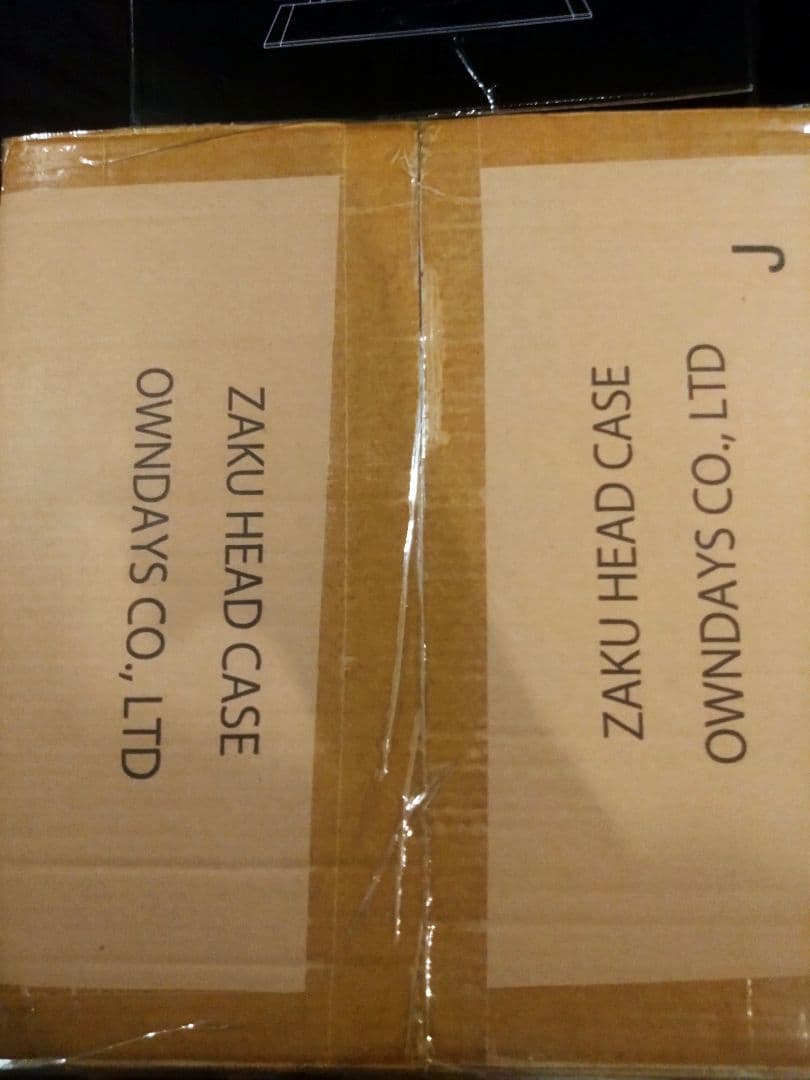 ZAKU HEAD CASE
OWNDAYS CO., LTD
J
ZAKU HEAD CASE
OWNDAYS CO., LTD